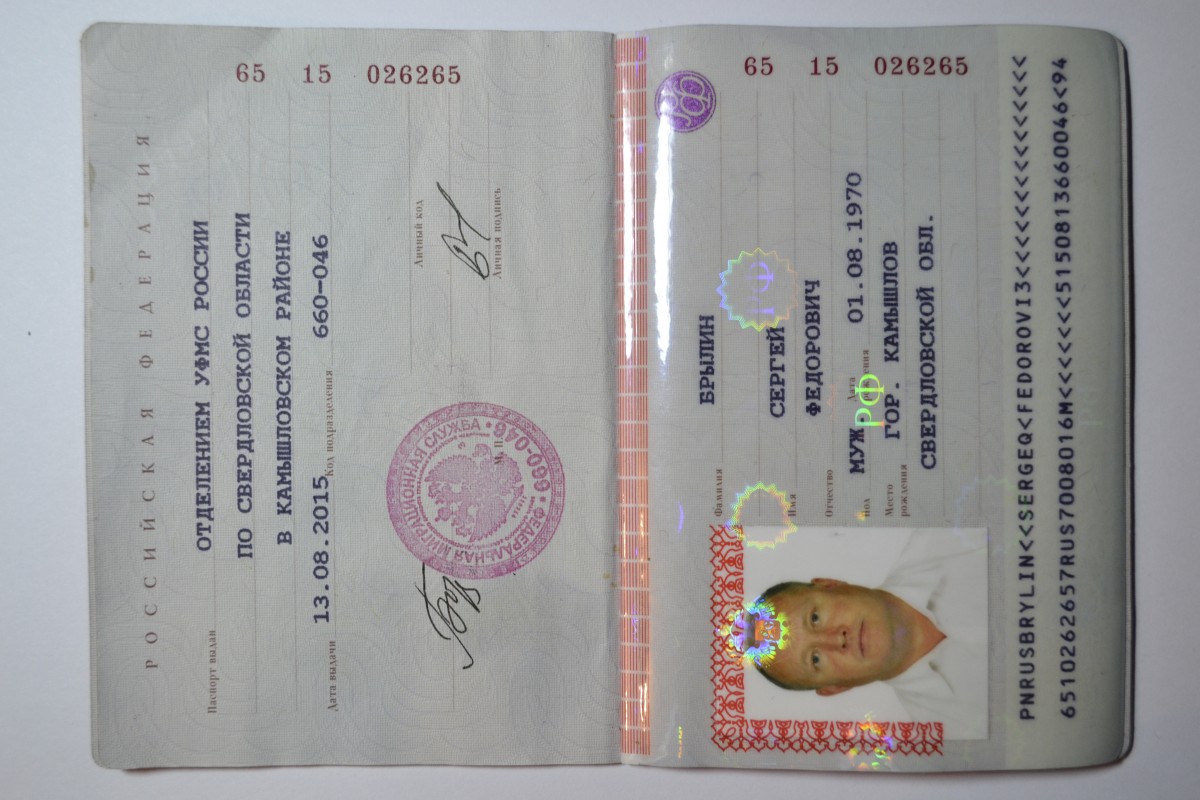 РОССИЙСКАЯ ФЕДЕРАЦИЯ
Паспорт выдан ОТДЕЛЕНИЕМ УФМС РОССИИ
ПО СВЕРДЛОВСКОЙ ОБЛАСТИ
В КАМЫШЛОВСКОМ РАЙОНЕ
Дата выдачи 13.08.2015 Код подразделения 660-046
65 15 026265
Личный код
ФЕДЕРАЛЬНАЯ МИГРАЦИОННАЯ СЛУЖБА
660-046
М. П.
Личная подпись
РФ
Фамилия БРЫЛИН
Имя СЕРГЕЙ
РФ
Отчество ФЕДОРОВИЧ
Пол МУЖ. Дата рождения 01.08.1970
РФ
Место рождения ГОР. КАМЫШЛОВ
СВЕРДЛОВСКОЙ ОБЛ.
65 15 026265
PNRUSBRYLIN<<SERGEQ<FEDOROVI3<<<<<<<<<<<<<<<
6510262657RUS7008016M<<<<<<<5150813660046<94